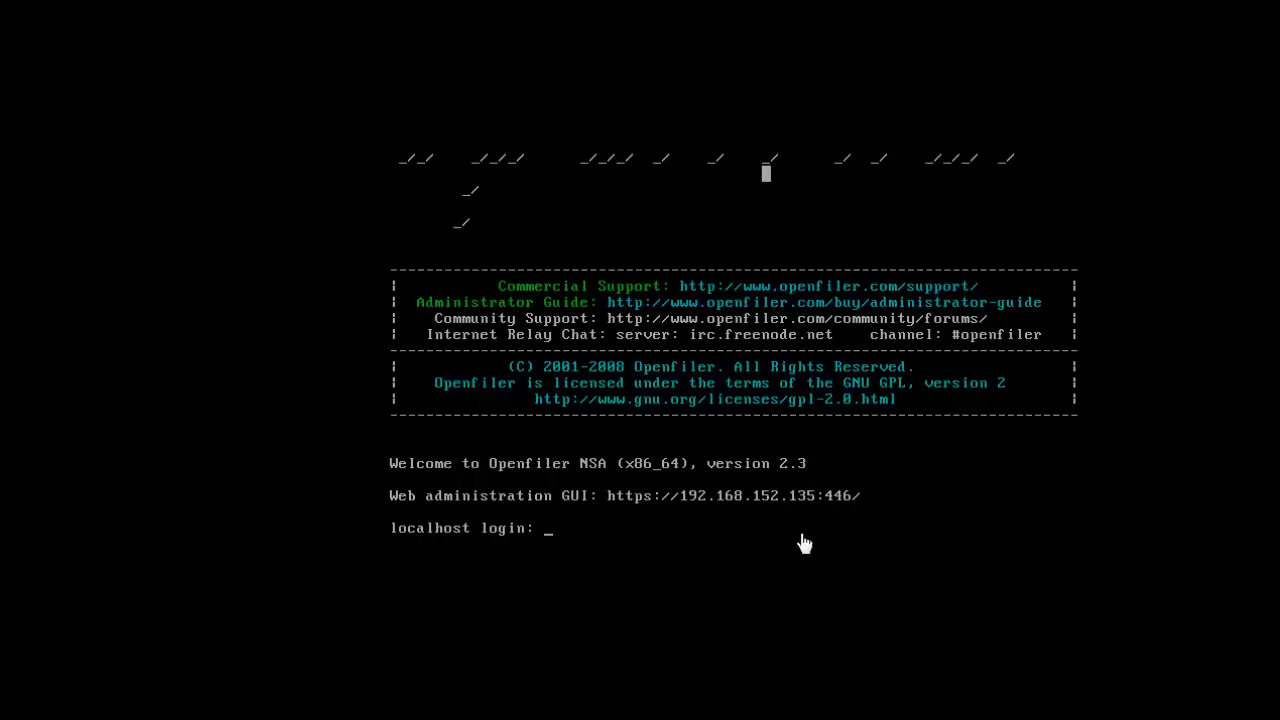 Commercial Support: http://www.openfiler.com/support/
Administrator Guide: http://www.openfiler.com/buy/administrator-guide
Community Support: http://www.openfiler.com/community/forums/
Internet Relay Chat: server: irc.freenode.net channel: #openfiler
(C) 2001-2008 Openfiler. All Rights Reserved.
Openfiler is licensed under the terms of the GNU GPL, version 2
http://www.gnu.org/licenses/gpl-2.0.html
Welcome to Openfiler NSA (x86_64), version 2.3
Web administration GUI: https://192.168.152.135:446/
localhost login: _